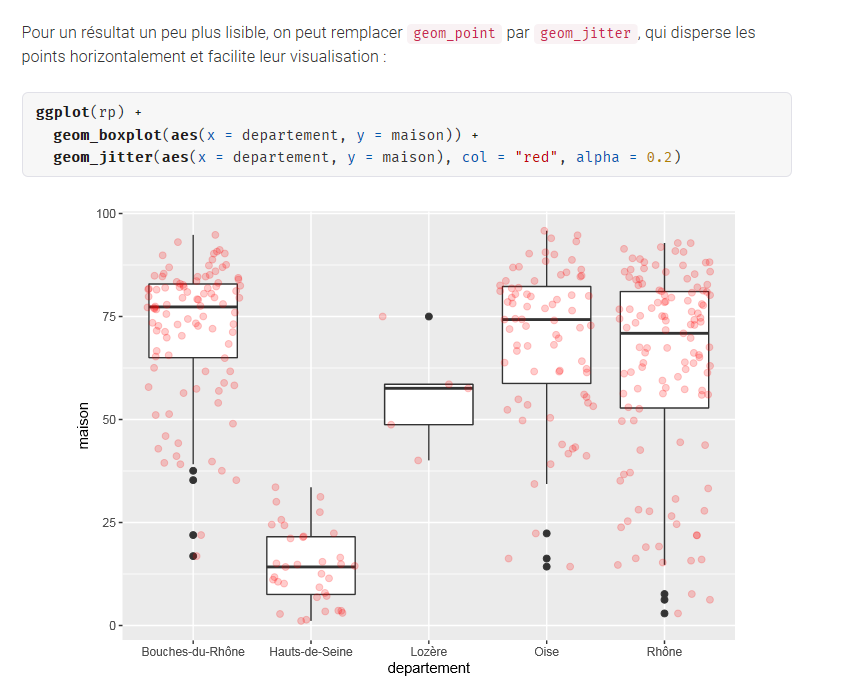 Pour un résultat un peu plus lisible, on peut remplacer geom_point par geom_jitter , qui disperse les
points horizontalement et facilite leur visualisation :
ggplot(rp) +
  geom_boxplot(aes(x = departement, y = maison)) +
  geom_jitter(aes(x = departement, y = maison), col = "red", alpha = 0.2)
100
75
50
25
0
maison
Bouches-du-Rhône Hauts-de-Seine Lozère Oise Rhône
departement